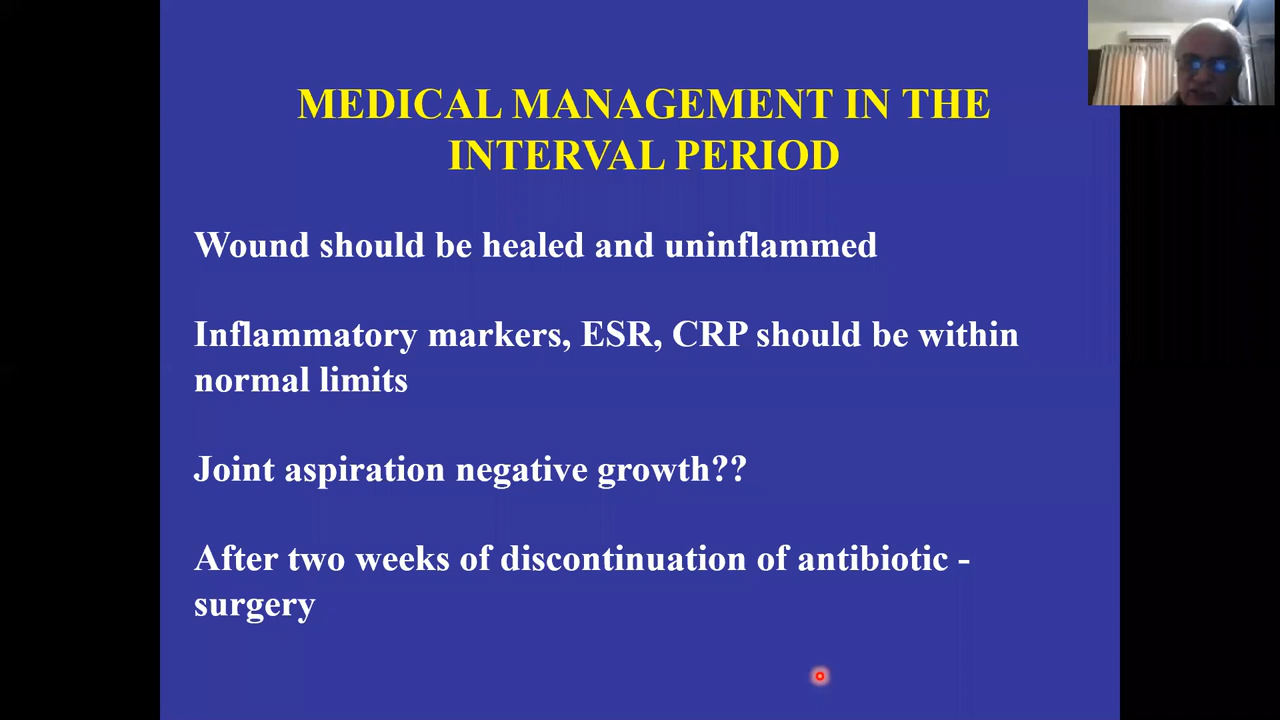 MEDICAL MANAGEMENT IN THE
INTERVAL PERIOD
Wound should be healed and uninflammed
Inflammatory markers, ESR, CRP should be within
normal limits
Joint aspiration negative growth??
After two weeks of discontinuation of antibiotic -
surgery